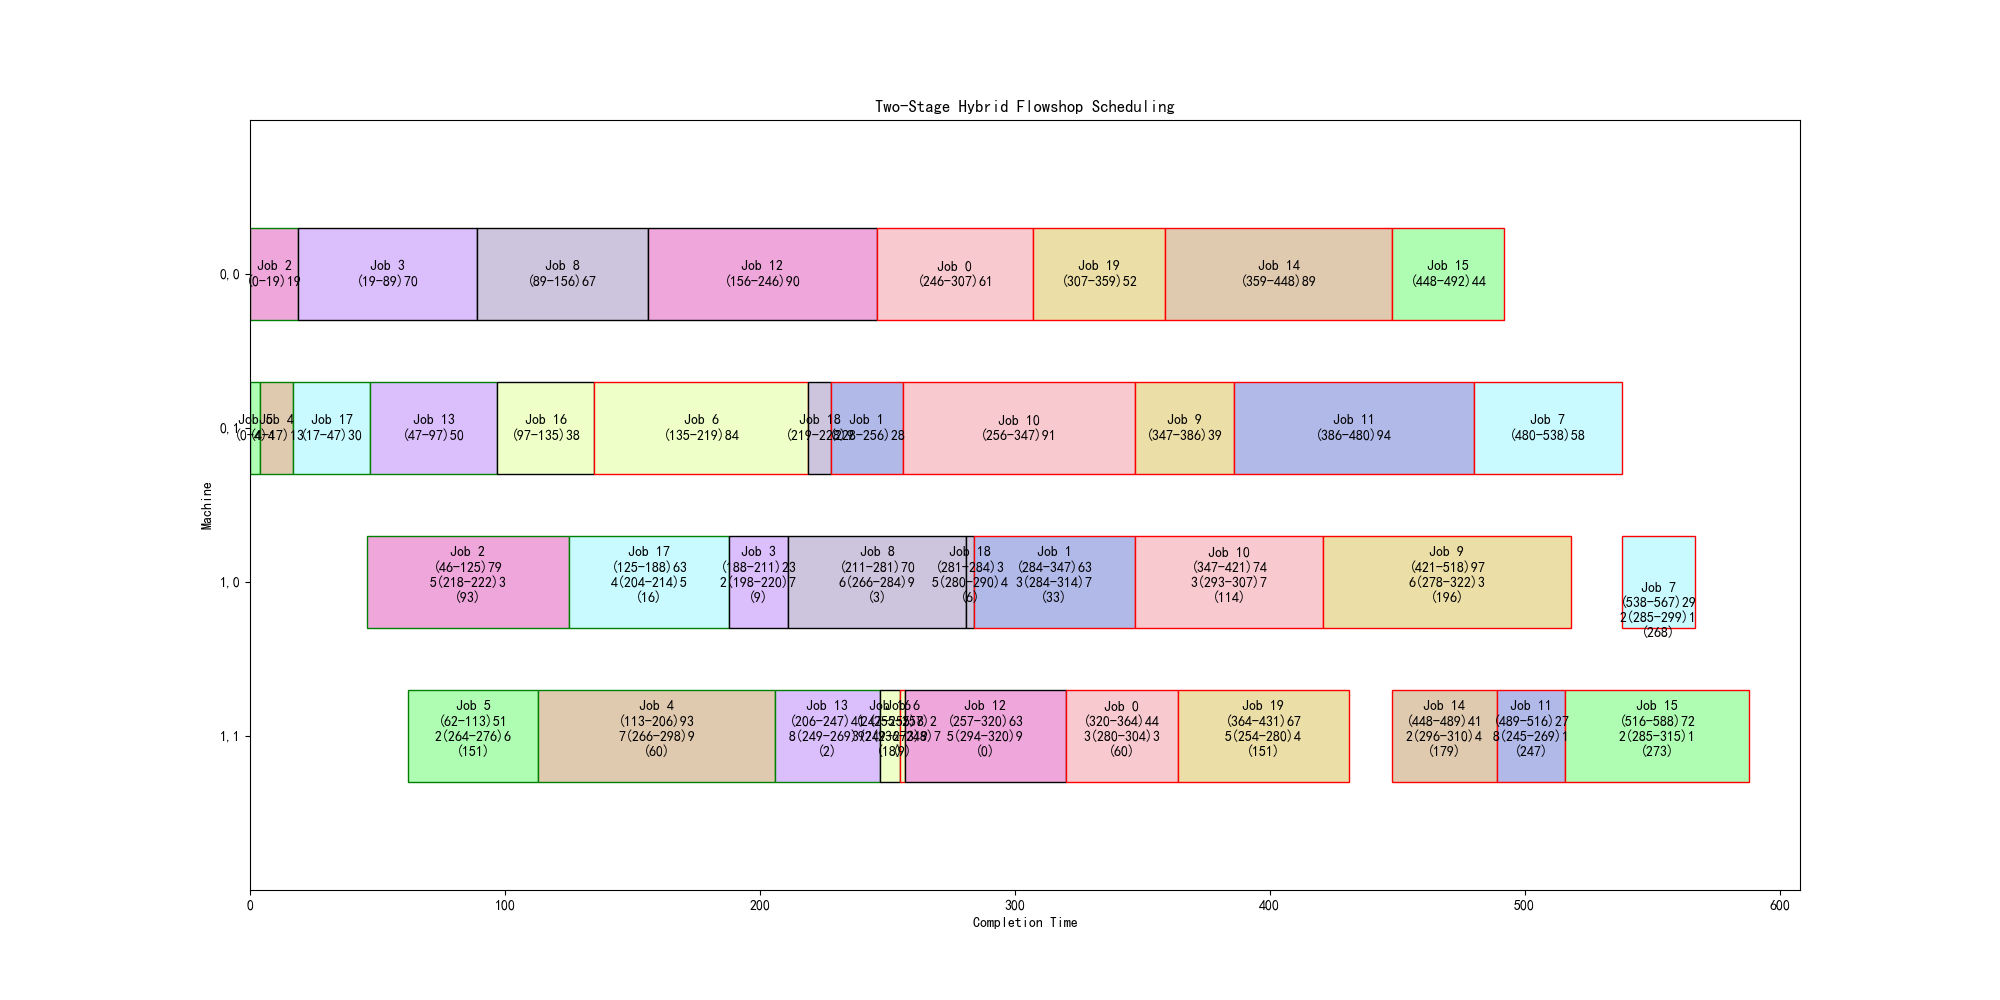 Two-Stage Hybrid Flowshop Scheduling
0,0
Job 2
(0-19)19
Job 3
(19-89)70
Job 8
(89-156)67
Job 12
(156-246)90
Job 0
(246-307)61
Job 19
(307-359)52
Job 14
(359-448)89
Job 15
(448-492)44
0,1
Job 5
(0-4)4
Job 4
Job 17
(17-47)30
Job 13
(47-97)50
Job 16
(97-135)38
Job 6
(135-219)84
Job 18
(219-228)9
Job 1
(228-256)28
Job 10
(256-347)91
Job 9
(347-386)39
Job 11
(386-480)94
Job 7
(480-538)58
Machine
1,0
Job 2
(46-125)79
5(218-222)3
(93)
Job 17
(125-188)63
4(204-214)5
(16)
Job 3
(188-211)23
2(198-220)7
(9)
Job 8
(211-281)70
6(266-284)9
(3)
Job 18
(281-284)3
5(280-290)4
(6)
Job 1
(284-347)63
3(284-314)7
(33)
Job 10
(347-421)74
3(293-307)7
(114)
Job 9
(421-518)97
6(278-322)3
(196)
Job 7
(538-567)29
2(285-299)1
(268)
1,1
Job 5
(62-113)51
2(264-276)6
(151)
Job 4
(113-206)93
7(266-298)9
(60)
Job 13
(206-247)41
8(249-269)9
(2)
Job 6
(18)
(9)
Job 12
(257-320)63
5(294-320)9
(0)
Job 0
(320-364)44
3(280-304)3
(60)
Job 19
(364-431)67
5(254-280)4
(151)
Job 14
(448-489)41
2(296-310)4
(179)
Job 11
(489-516)27
8(245-269)1
(247)
Job 15
(516-588)72
2(285-315)1
(273)
0
100
200
300
400
500
600
Completion Time